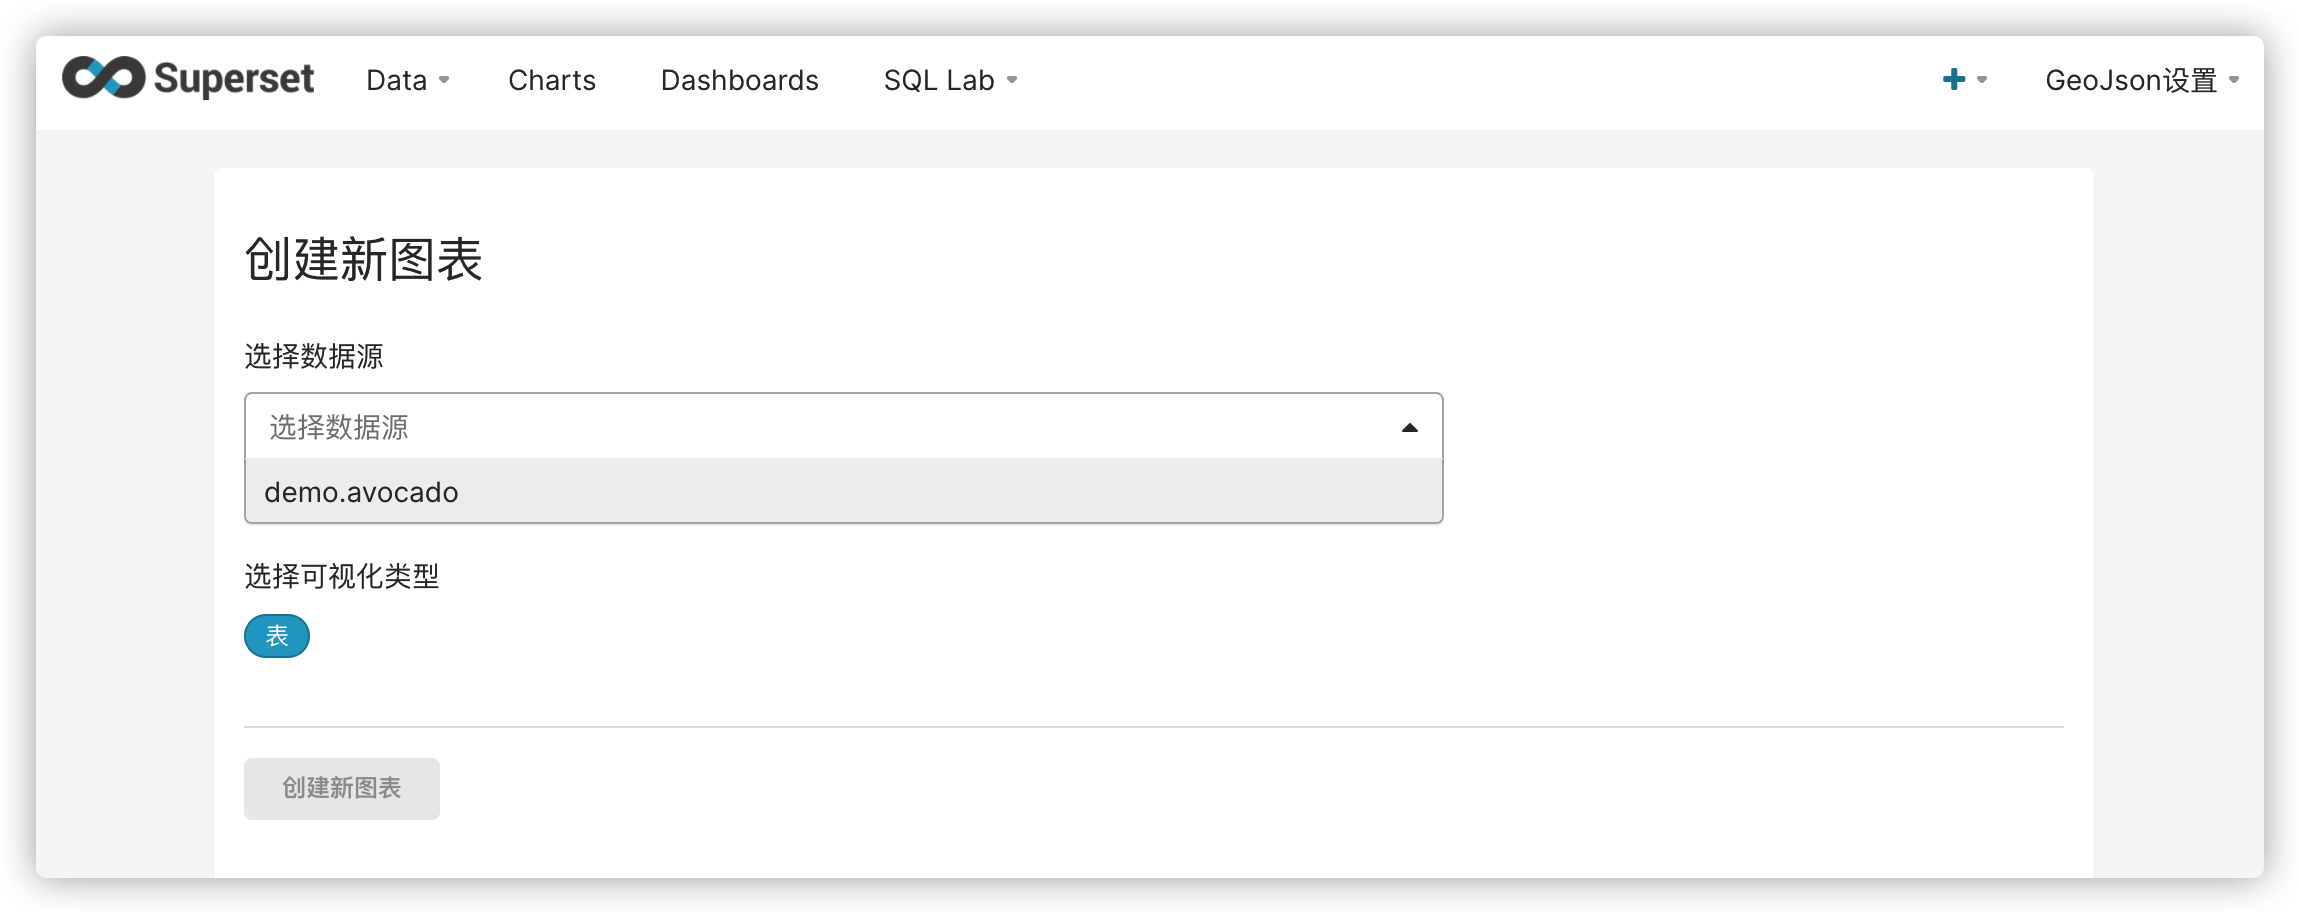 Superset Data Charts Dashboards SQL Lab + GeoJson设置
创建新图表
选择数据源
选择数据源
demo.avocado
选择可视化类型
表
创建新图表